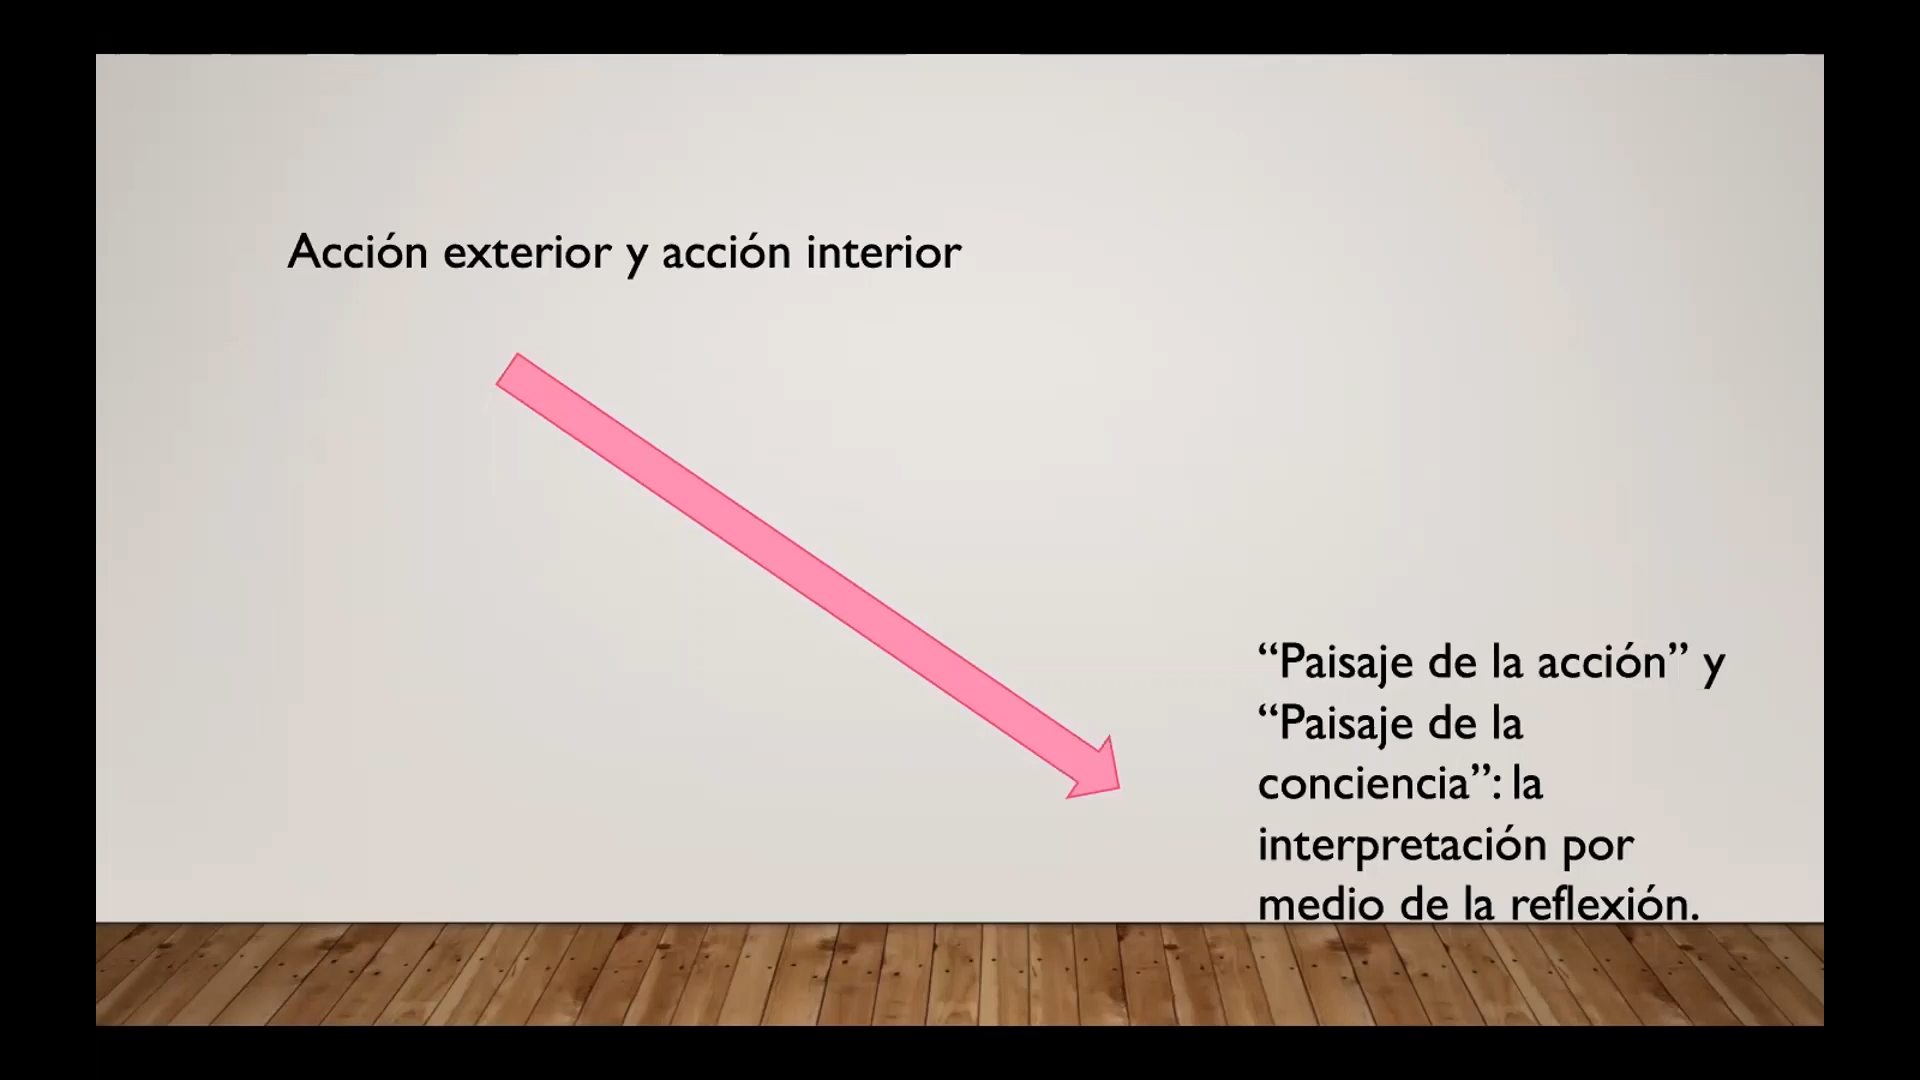 Acción exterior y acción interior
“Paisaje de la acción” y
“Paisaje de la
conciencia”: la
interpretación por
medio de la reflexión.